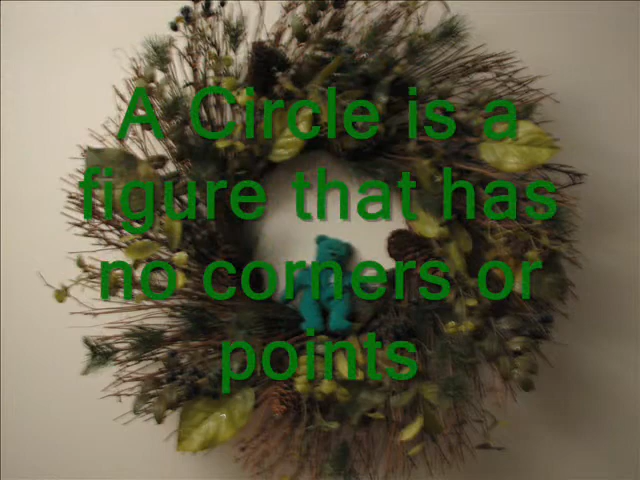 A Circle is a
figure that has
no corners or
points